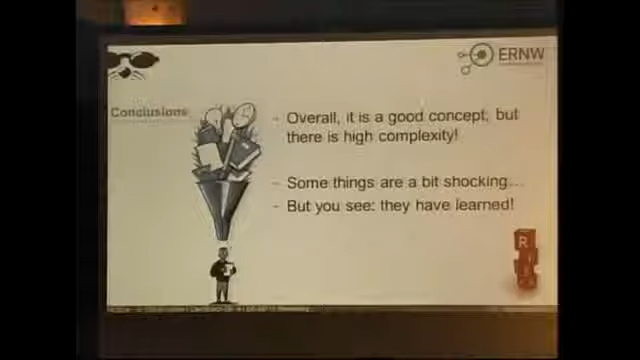 ERNW
Conclusions
- Overall, it is a good concept, but
there is high complexity!
- Some things are a bit shocking...
- But you see: they have learned!
R